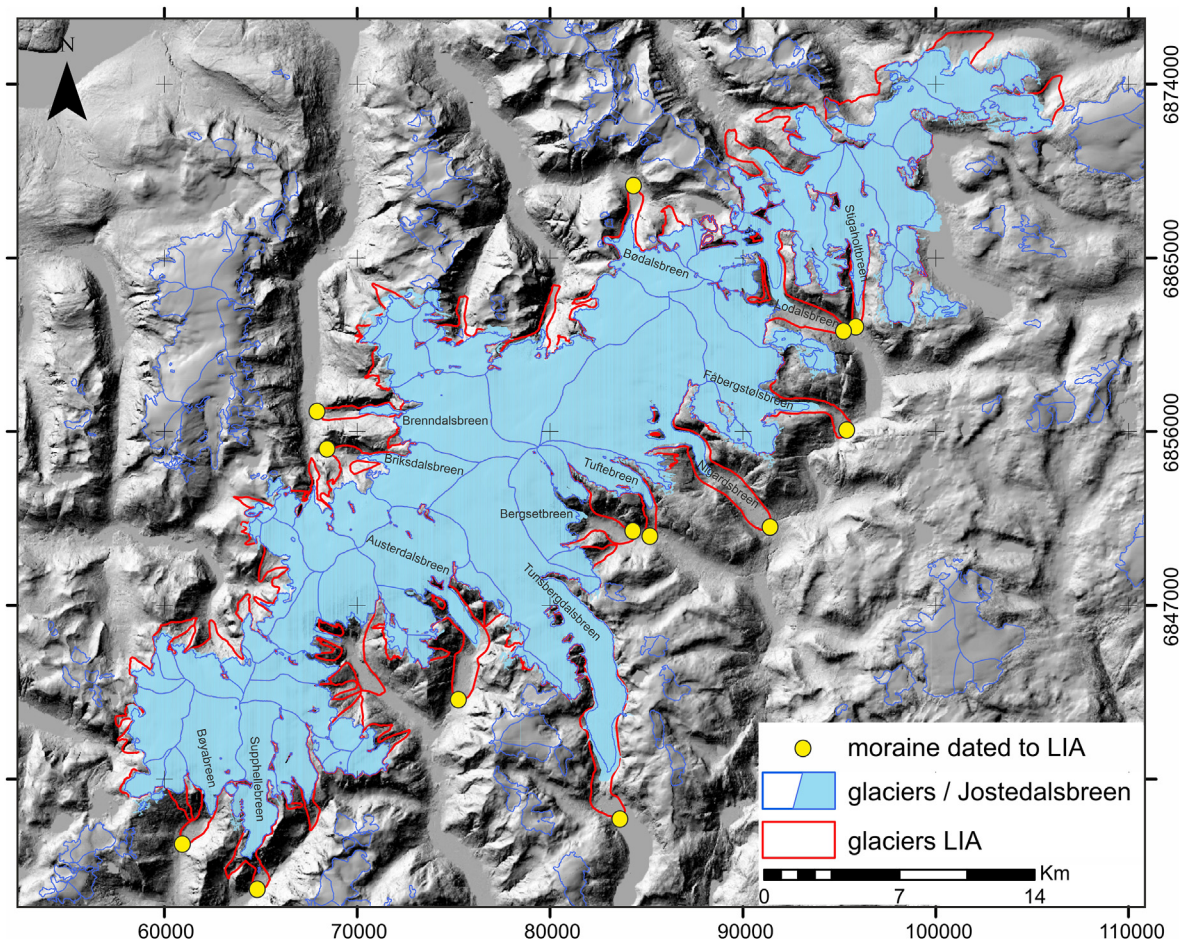 N
Stigaholtbreen
Bødalsbreen
Lodalsbreen
Fåbergstølsbreen
Brenndalsbreen
Briksdalsbreen
Tuftebreen
Nigardsbreen
Bergsetbreen
Austerdalsbreen
Tunsbergdalsbreen
Bøyabreen
Supphellebreen
6874000
6865000
6856000
6847000
moraine dated to LIA
glaciers / Jostedalsbreen
glaciers LIA
Km
0 7 14
60000 70000 80000 90000 100000 110000